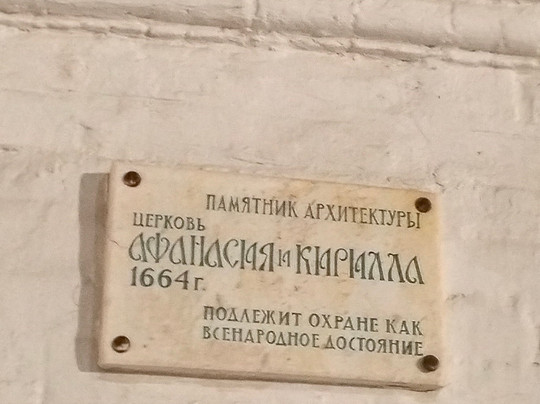 ПАМЯТНИК АРХИТЕКТУРЫ
ЦЕРКОВЬ
АФАНАСИЯ и КИРИЛЛА
1664 г.
ПОДЛЕЖИТ ОХРАНЕ КАК
ВСЕНАРОДНОЕ ДОСТОЯНИЕ